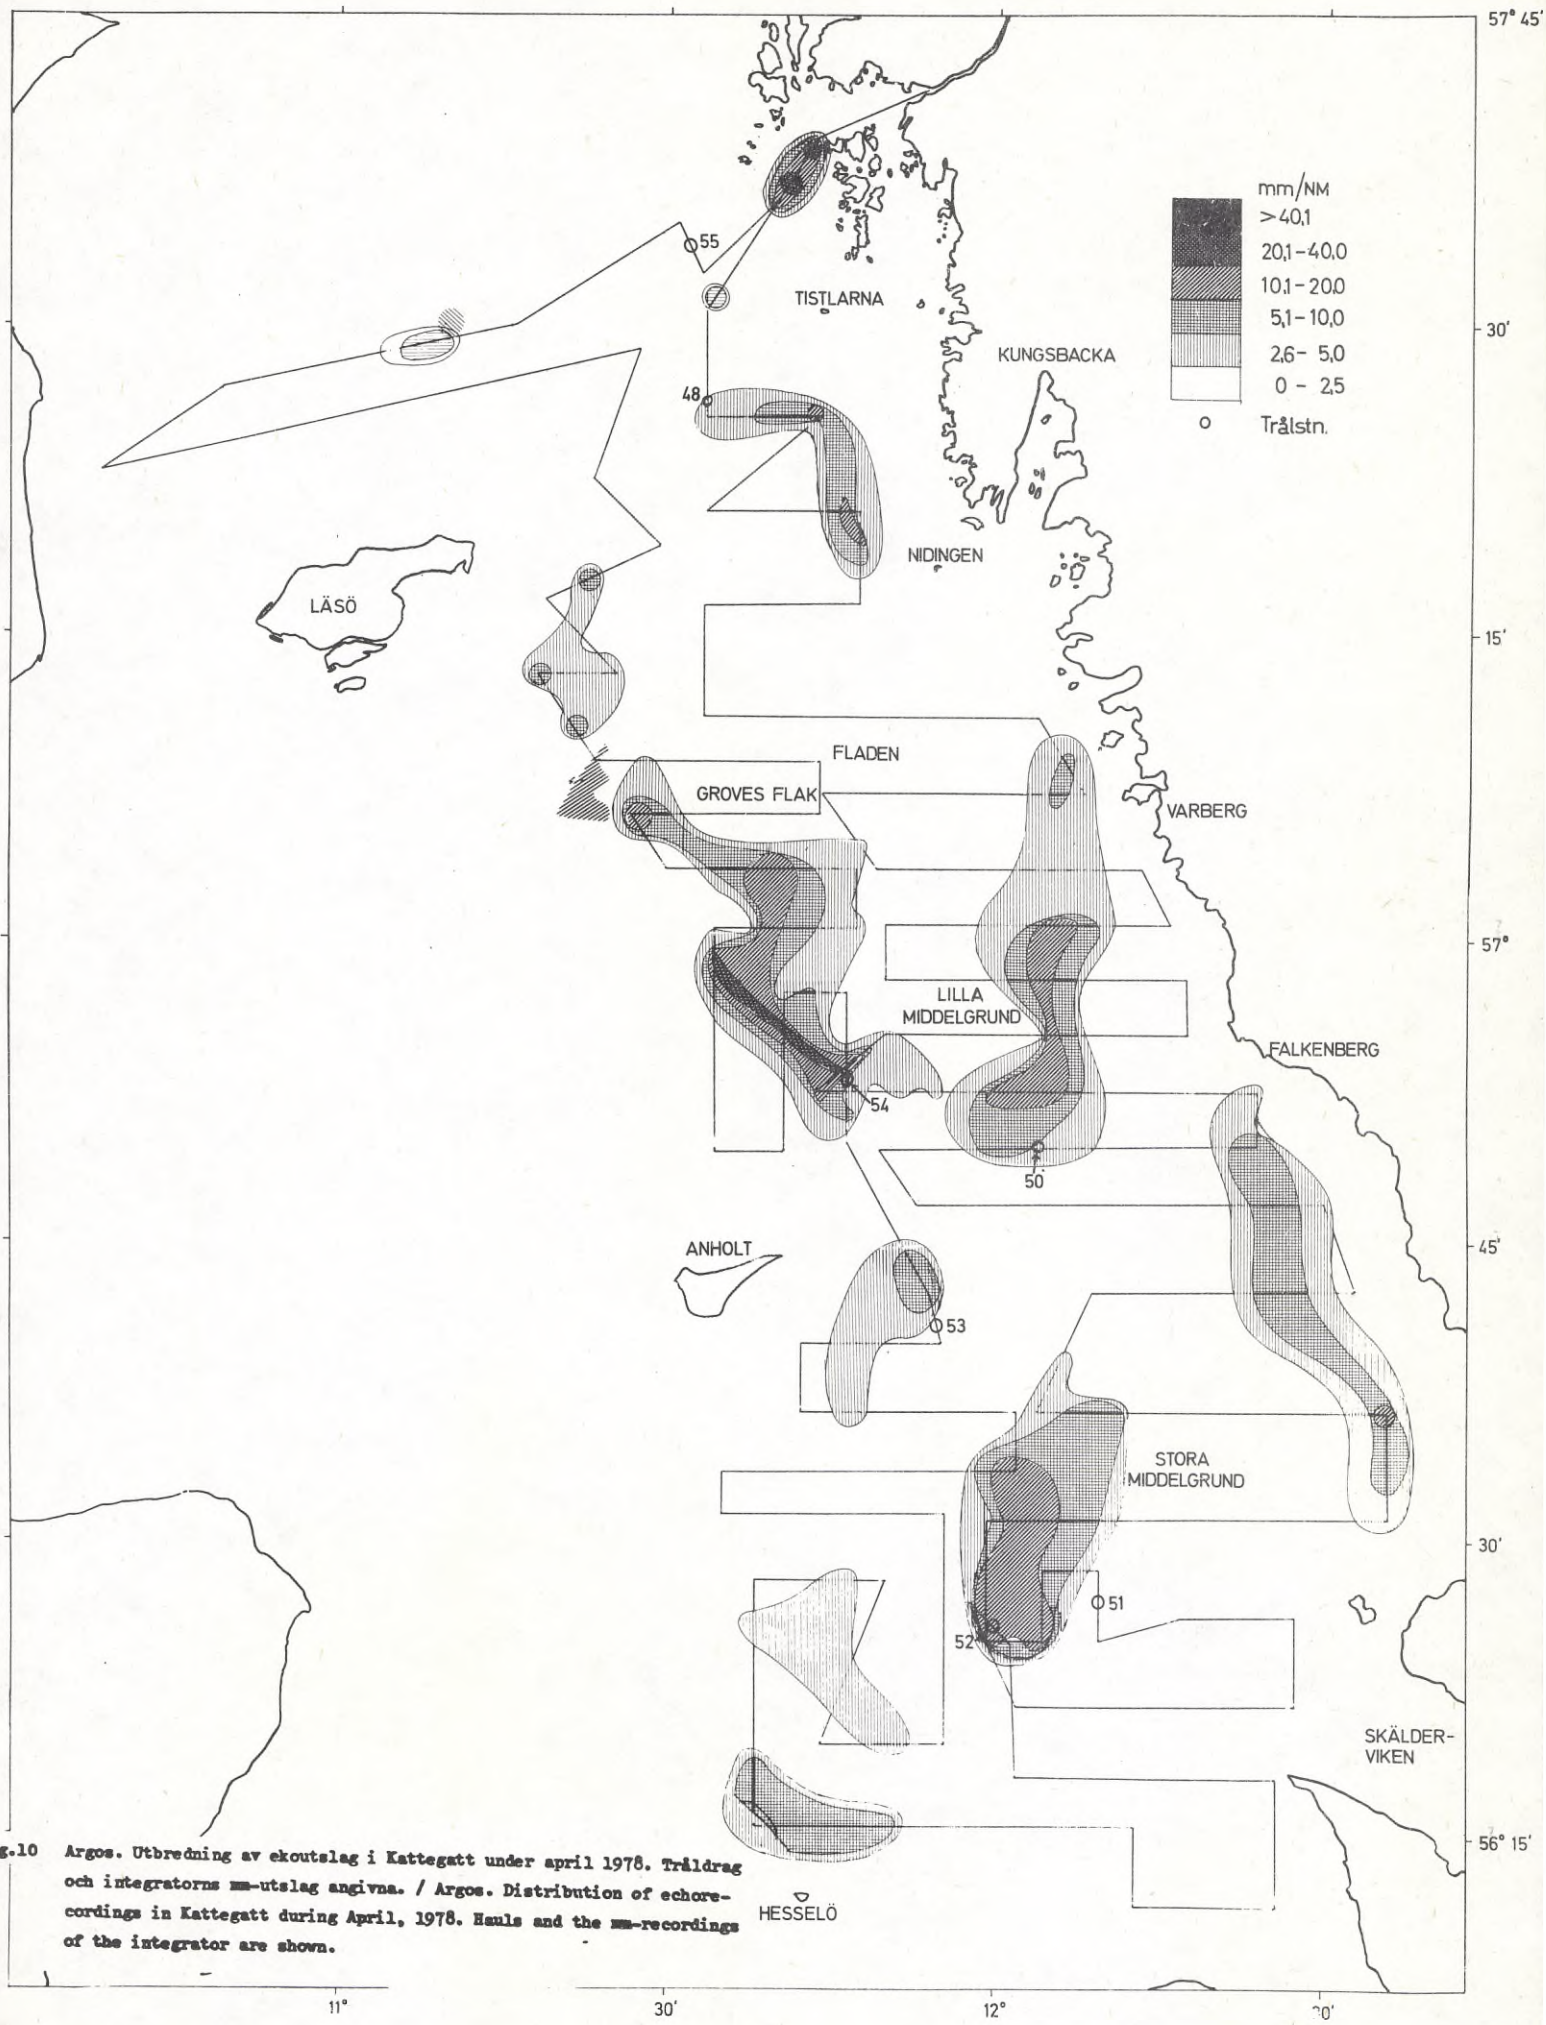 57° 45'
mm/NM
>40,1
20,1-40,0
10,1-20,0
5,1-10,0
2,6- 5,0
0 - 2,5
Trålstn.
55
TISTLARNA
30'
KUNGSBACKA
48
NIDINGEN
LÄSÖ
15'
FLADEN
GROVES FLAK
VARBERG
57°
LILLA
MIDDELGRUND
FALKENBERG
54
50
ANHOLT
45'
53
STORA
MIDDELGRUND
30'
51
52
SKÄLDER-
VIKEN
56° 15'
g.10 Argos. Utbredning av ekoutslag i Kattegatt under april 1978. Tråldrag
och integratorns mm-utslag angivna. / Argos. Distribution of echore-
cordings in Kattegatt during April, 1978. Hauls and the mm-recordings
of the integrator are shown.
HESSELÖ
11°
30'
12°